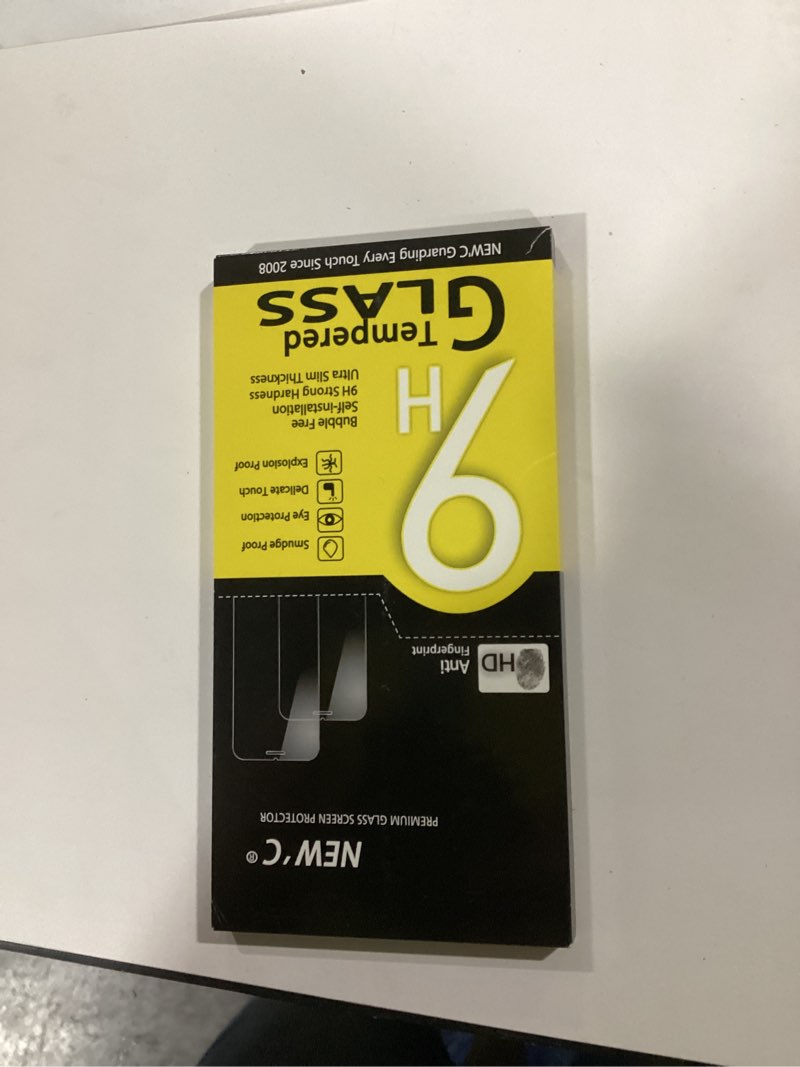 NEW'C®
PREMIUM GLASS SCREEN PROTECTOR
HD
Anti
Fingerprint
9H
Smudge Proof
Eye Protection
Delicate Touch
Explosion Proof
Bubble Free
Self-installation
9H Strong Hardness
Ultra Slim Thickness
Tempered
GLASS
NEW'C Guarding Every Touch Since 2008